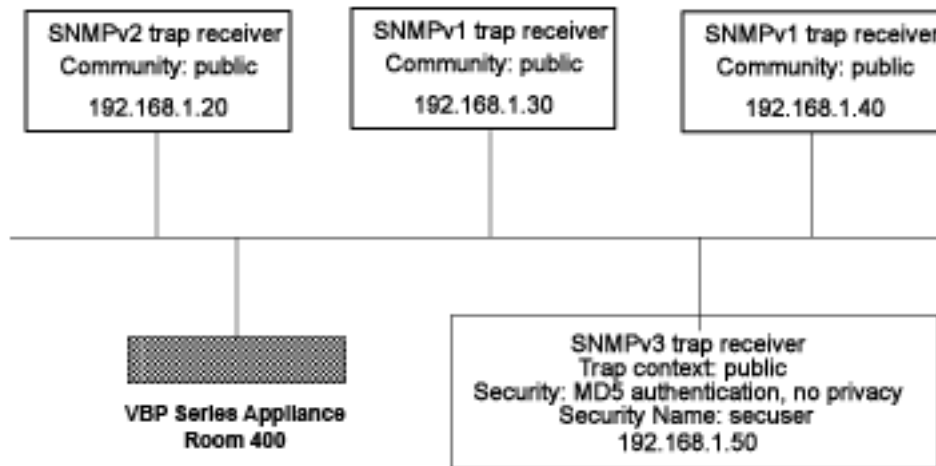 SNMPv2 trap receiver
Community: public
192.168.1.20
SNMPv1 trap receiver
Community: public
192.168.1.30
SNMPv1 trap receiver
Community: public
192.168.1.40
VBP Series Appliance
Room 400
SNMPv3 trap receiver
Trap context: public
Security: MD5 authentication, no privacy
Security Name: secuser
192.168.1.50